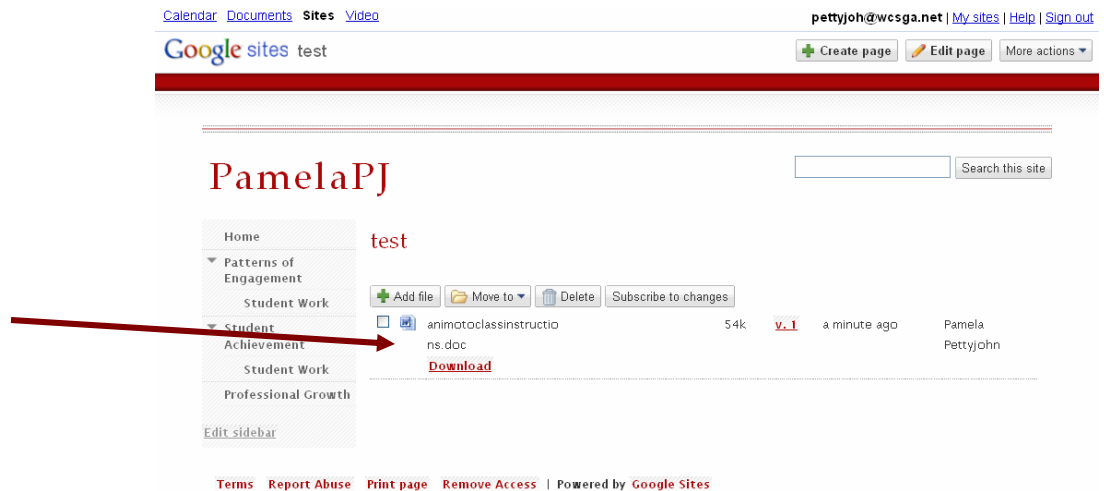 Calendar Documents Sites Video pettyjoh@wcsga.net | My sites | Help | Sign out
Google sites test Create page Edit page More actions
PamelaPJ Search this site
Home
Patterns of
Engagement
Student Work
Student
Achievement
Student Work
Professional Growth
Edit sidebar
test
Add file Move to Delete Subscribe to changes
animotoclassinstructio 54k v. 1 a minute ago Pamela
ns.doc Pettyjohn
Download
Terms Report Abuse Print page Remove Access | Powered by Google Sites